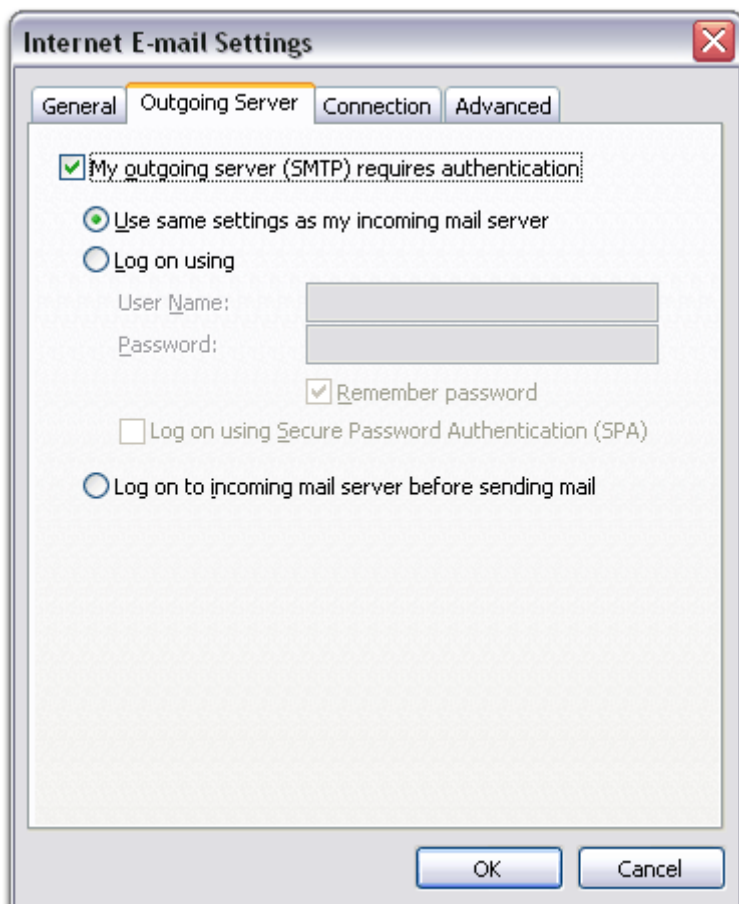 Internet E-mail Settings
General Outgoing Server Connection Advanced
My outgoing server (SMTP) requires authentication
Use same settings as my incoming mail server
Log on using
User Name:
Password:
Remember password
Log on using Secure Password Authentication (SPA)
Log on to incoming mail server before sending mail
OK Cancel